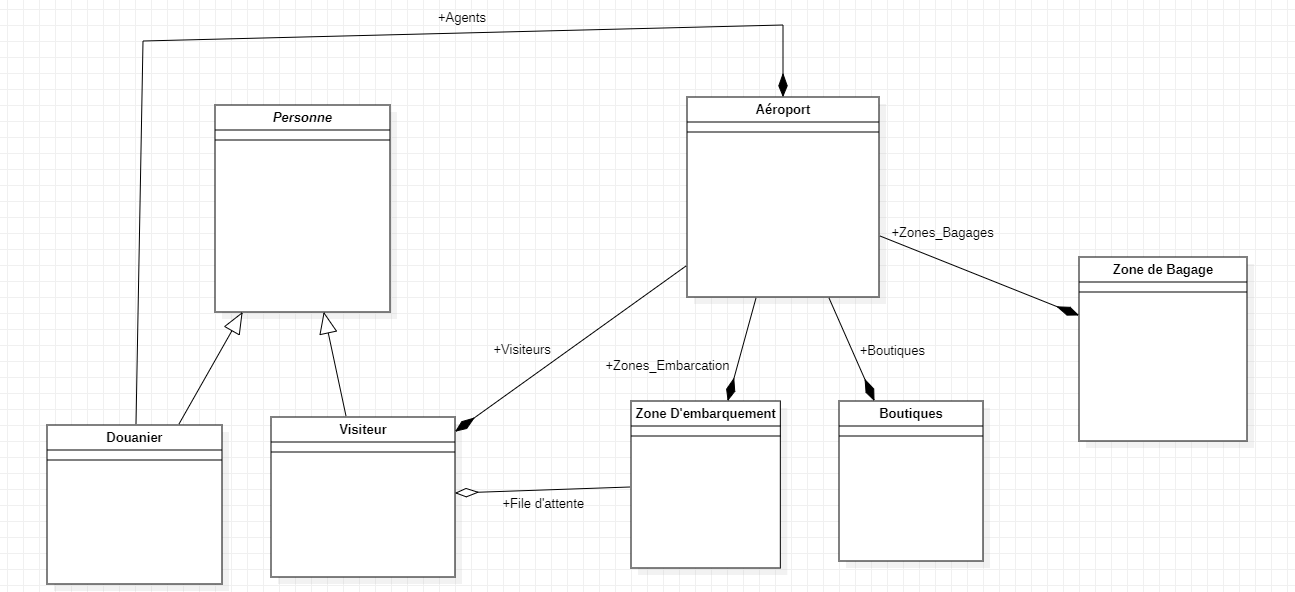 +Agents
Personne
Aéroport
+Zones_Bagages
Zone de Bagage
+Visiteurs
+Zones_Embarcation
+Boutiques
Douanier
Visiteur
Zone D'embarquement
Boutiques
+File d'attente